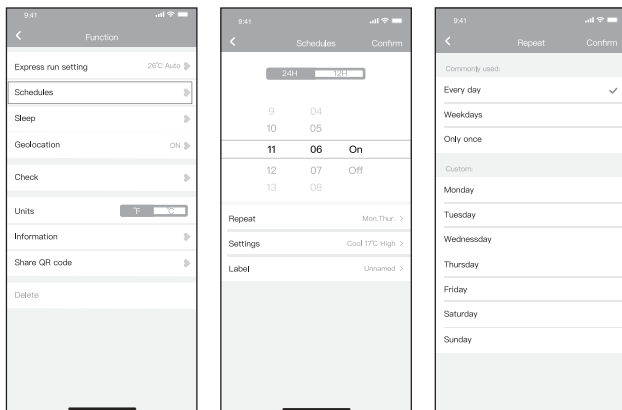 9:41
Function
Express run setting 26℃ Auto
Schedules
Sleep
Geolocation ON
Check
Units ℉ ℃
Information
Share QR code
Delete
9:41
Schedules Confirm
24H 12H
9 04
10 05
11 06 On
12 07 Off
13 08
Repeat Mon.Thur. >
Settings Cool 17℃ High >
Label Unnamed >
9:41
Repeat Confirm
Commonly used:
Every day
Weekdays
Only once
Custom:
Monday
Tuesday
Wednessday
Thursday
Friday
Saturday
Sunday